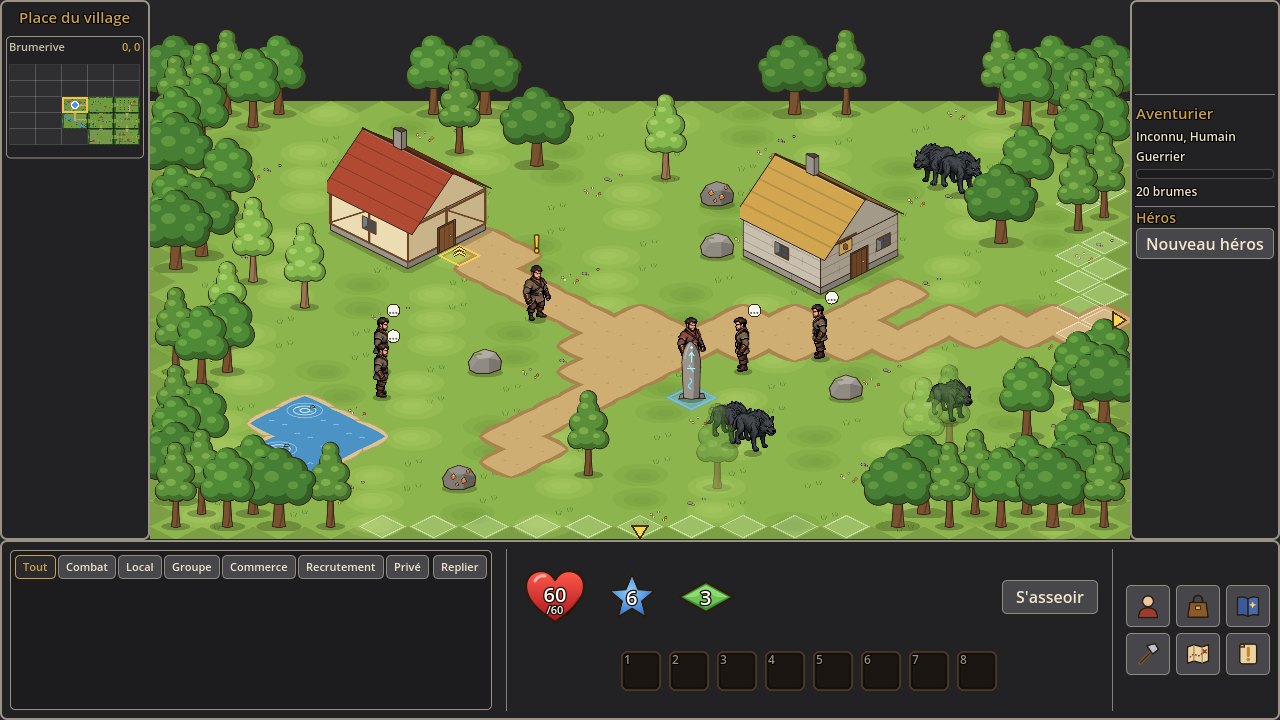 Place du village
Brumerive 0, 0
Aventurier
Inconnu, Humain
Guerrier
20 brumes
Héros
Nouveau héros
!
Tout Combat Local Groupe Commerce Recrutement Privé Replier
60
/60
6
3
S'asseoir
1 2 3 4 5 6 7 8